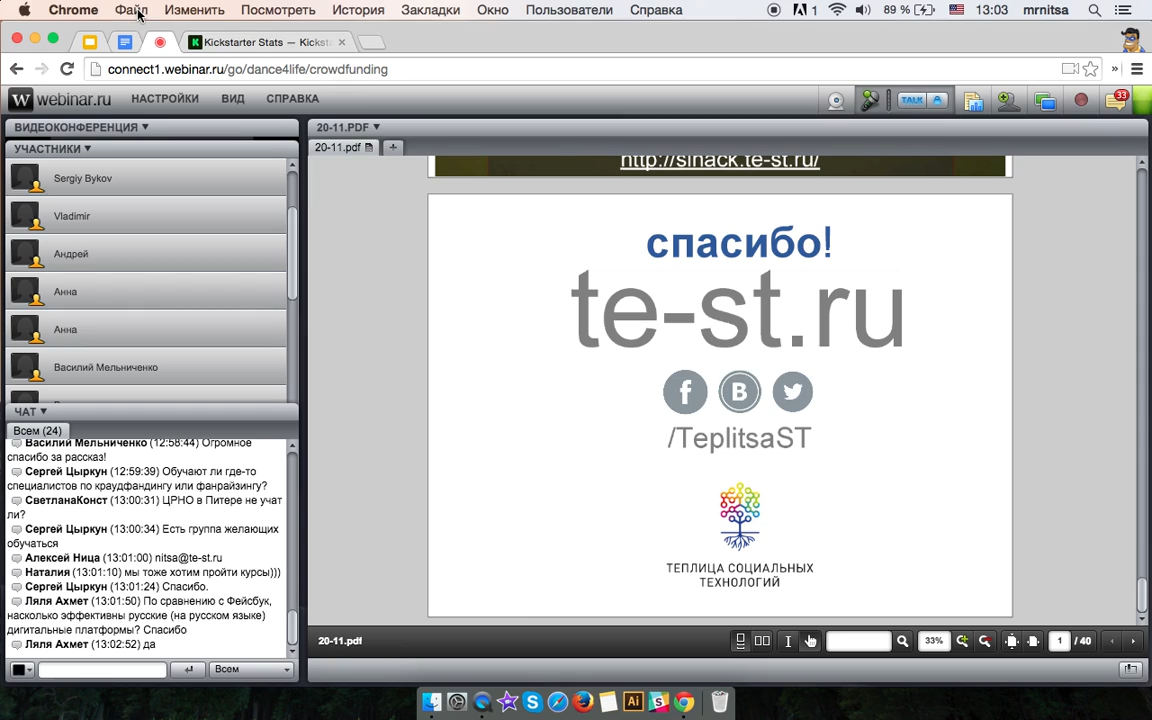 Chrome Файл Изменить Посмотреть История Закладки Окно Пользователи Справка 1 89 % 13:03 mrnitsa
Kickstarter Stats — Kicksta
connect1.webinar.ru/go/dance4life/crowdfunding
W webinar.ru НАСТРОЙКИ ВИД СПРАВКА TALK 33
ВИДЕОКОНФЕРЕНЦИЯ
20-11.PDF
УЧАСТНИКИ
20-11.pdf +
http://sihack.te-st.ru/
Sergiy Bykov
Vladimir
Андрей
Анна
Анна
Василий Мельниченко
спасибо!
te-st.ru
/TeplitsaST
ТЕПЛИЦА СОЦИАЛЬНЫХ
ТЕХНОЛОГИЙ
ЧАТ
Всем (24)
Василий Мельниченко (12:58:44) Огромное
спасибо за рассказ!
Сергей Цыркун (12:59:39) Обучают ли где-то
специалистов по краудфандингу или фанрайзингу?
СветланаКонст (13:00:31) ЦРНО в Питере не учат
ли?
Сергей Цыркун (13:00:34) Есть группа желающих
обучаться
Алексей Ница (13:01:00) nitsa@te-st.ru
Наталия (13:01:10) мы тоже хотим пройти курсы)))
Сергей Цыркун (13:01:24) Спасибо.
Ляля Ахмет (13:01:50) По сравнению с Фейсбук,
насколько эффективны русские (на русском языке)
дигитальные платформы? Спасибо
Ляля Ахмет (13:02:52) да
20-11.pdf 33% 1 / 40
Всем
Ai